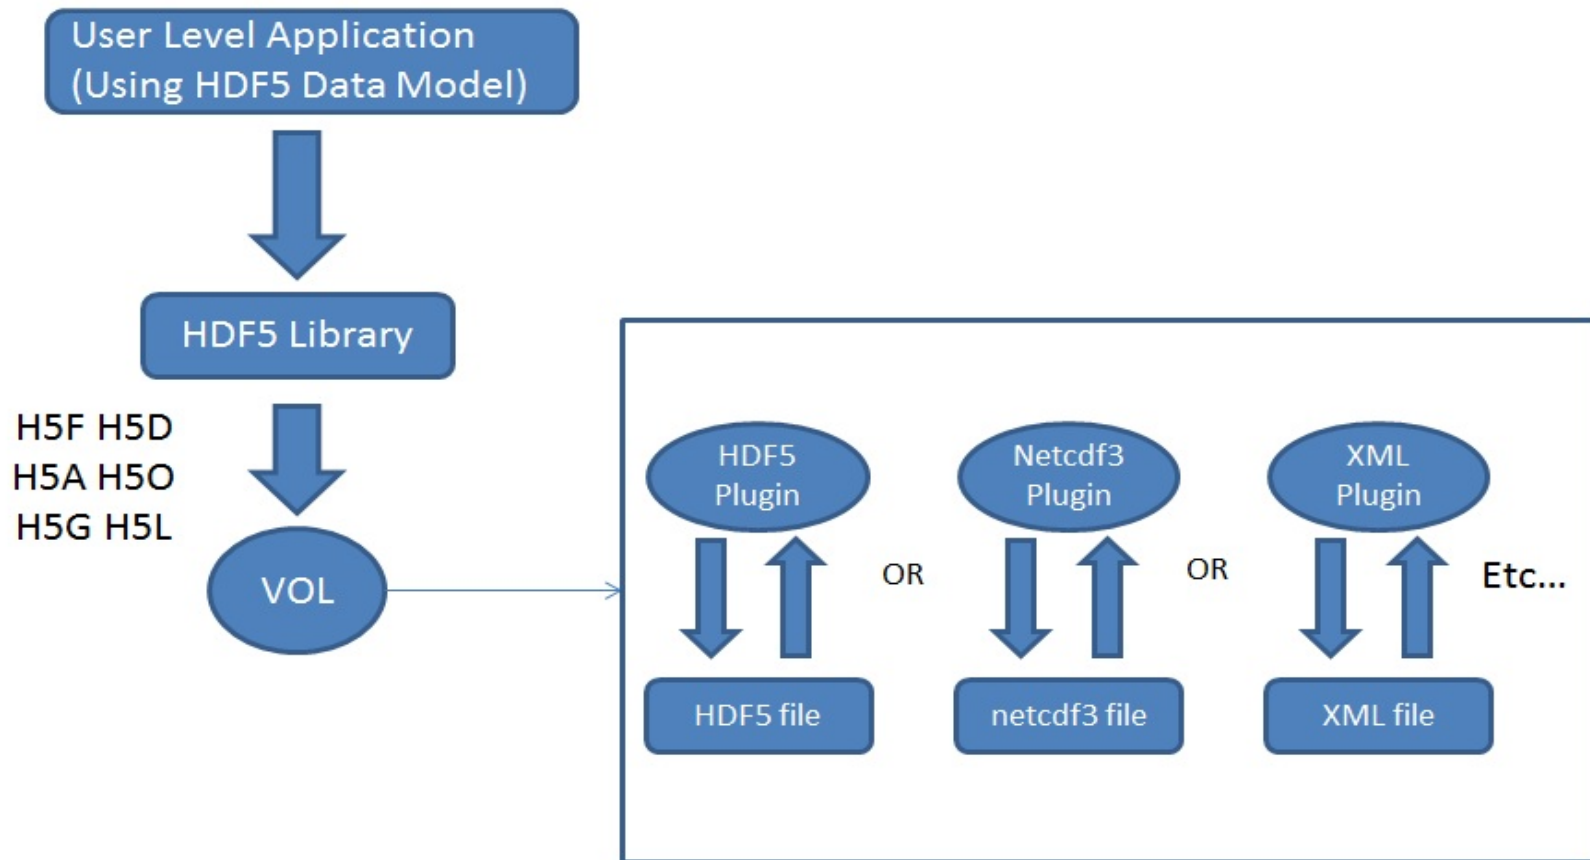 User Level Application
(Using HDF5 Data Model)
HDF5 Library
H5F H5D
H5A H5O
H5G H5L
VOL
HDF5
Plugin
Netcdf3
Plugin
XML
Plugin
OR
OR
Etc...
HDF5 file
netcdf3 file
XML file